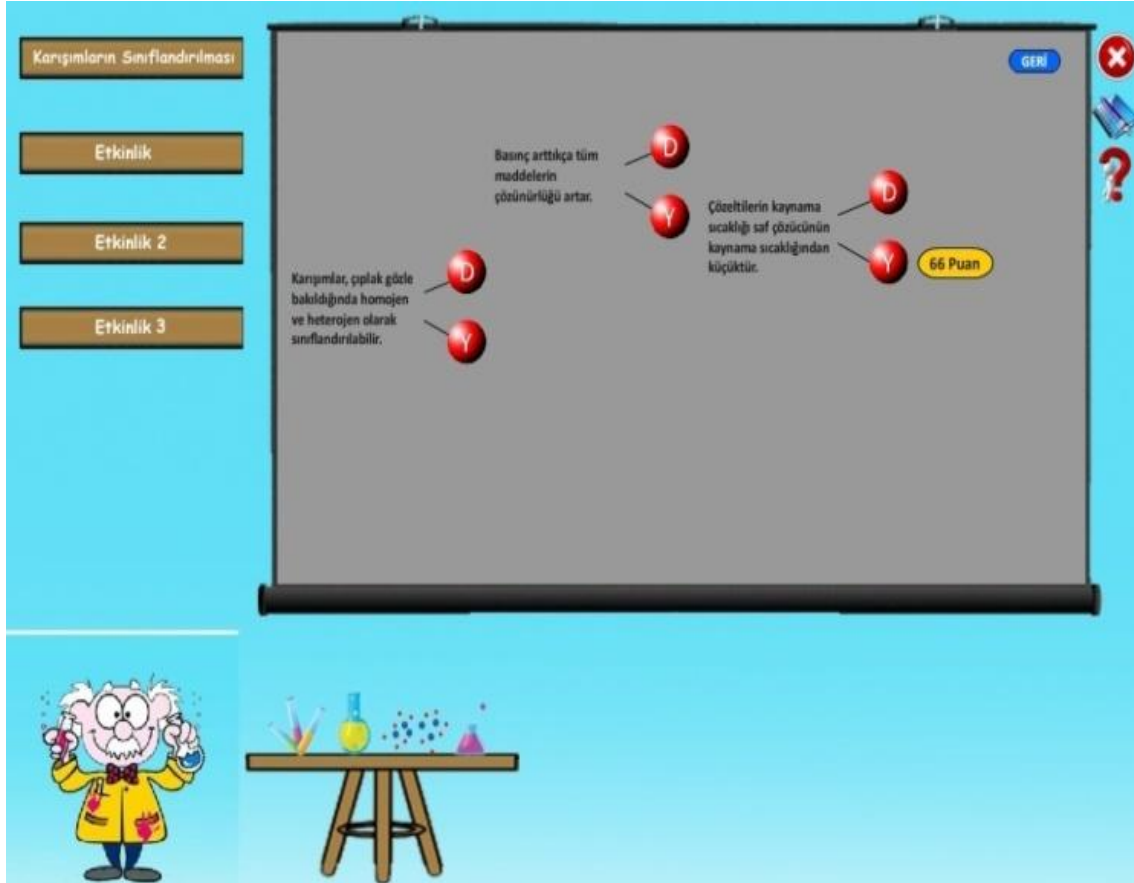 Karışımların Sınıflandırılması
Etkinlik
Etkinlik 2
Etkinlik 3
GERİ
Karışımlar, çıplak gözle
bakıldığında homojen
ve heterojen olarak
sınıflandırılabilir.
D
Y
Basınç arttıkça tüm
maddelerin
çözünürlüğü artar.
D
Y
Çözeltilerin kaynama
sıcaklığı saf çözücünün
kaynama sıcaklığından
küçüktür.
D
Y
66 Puan